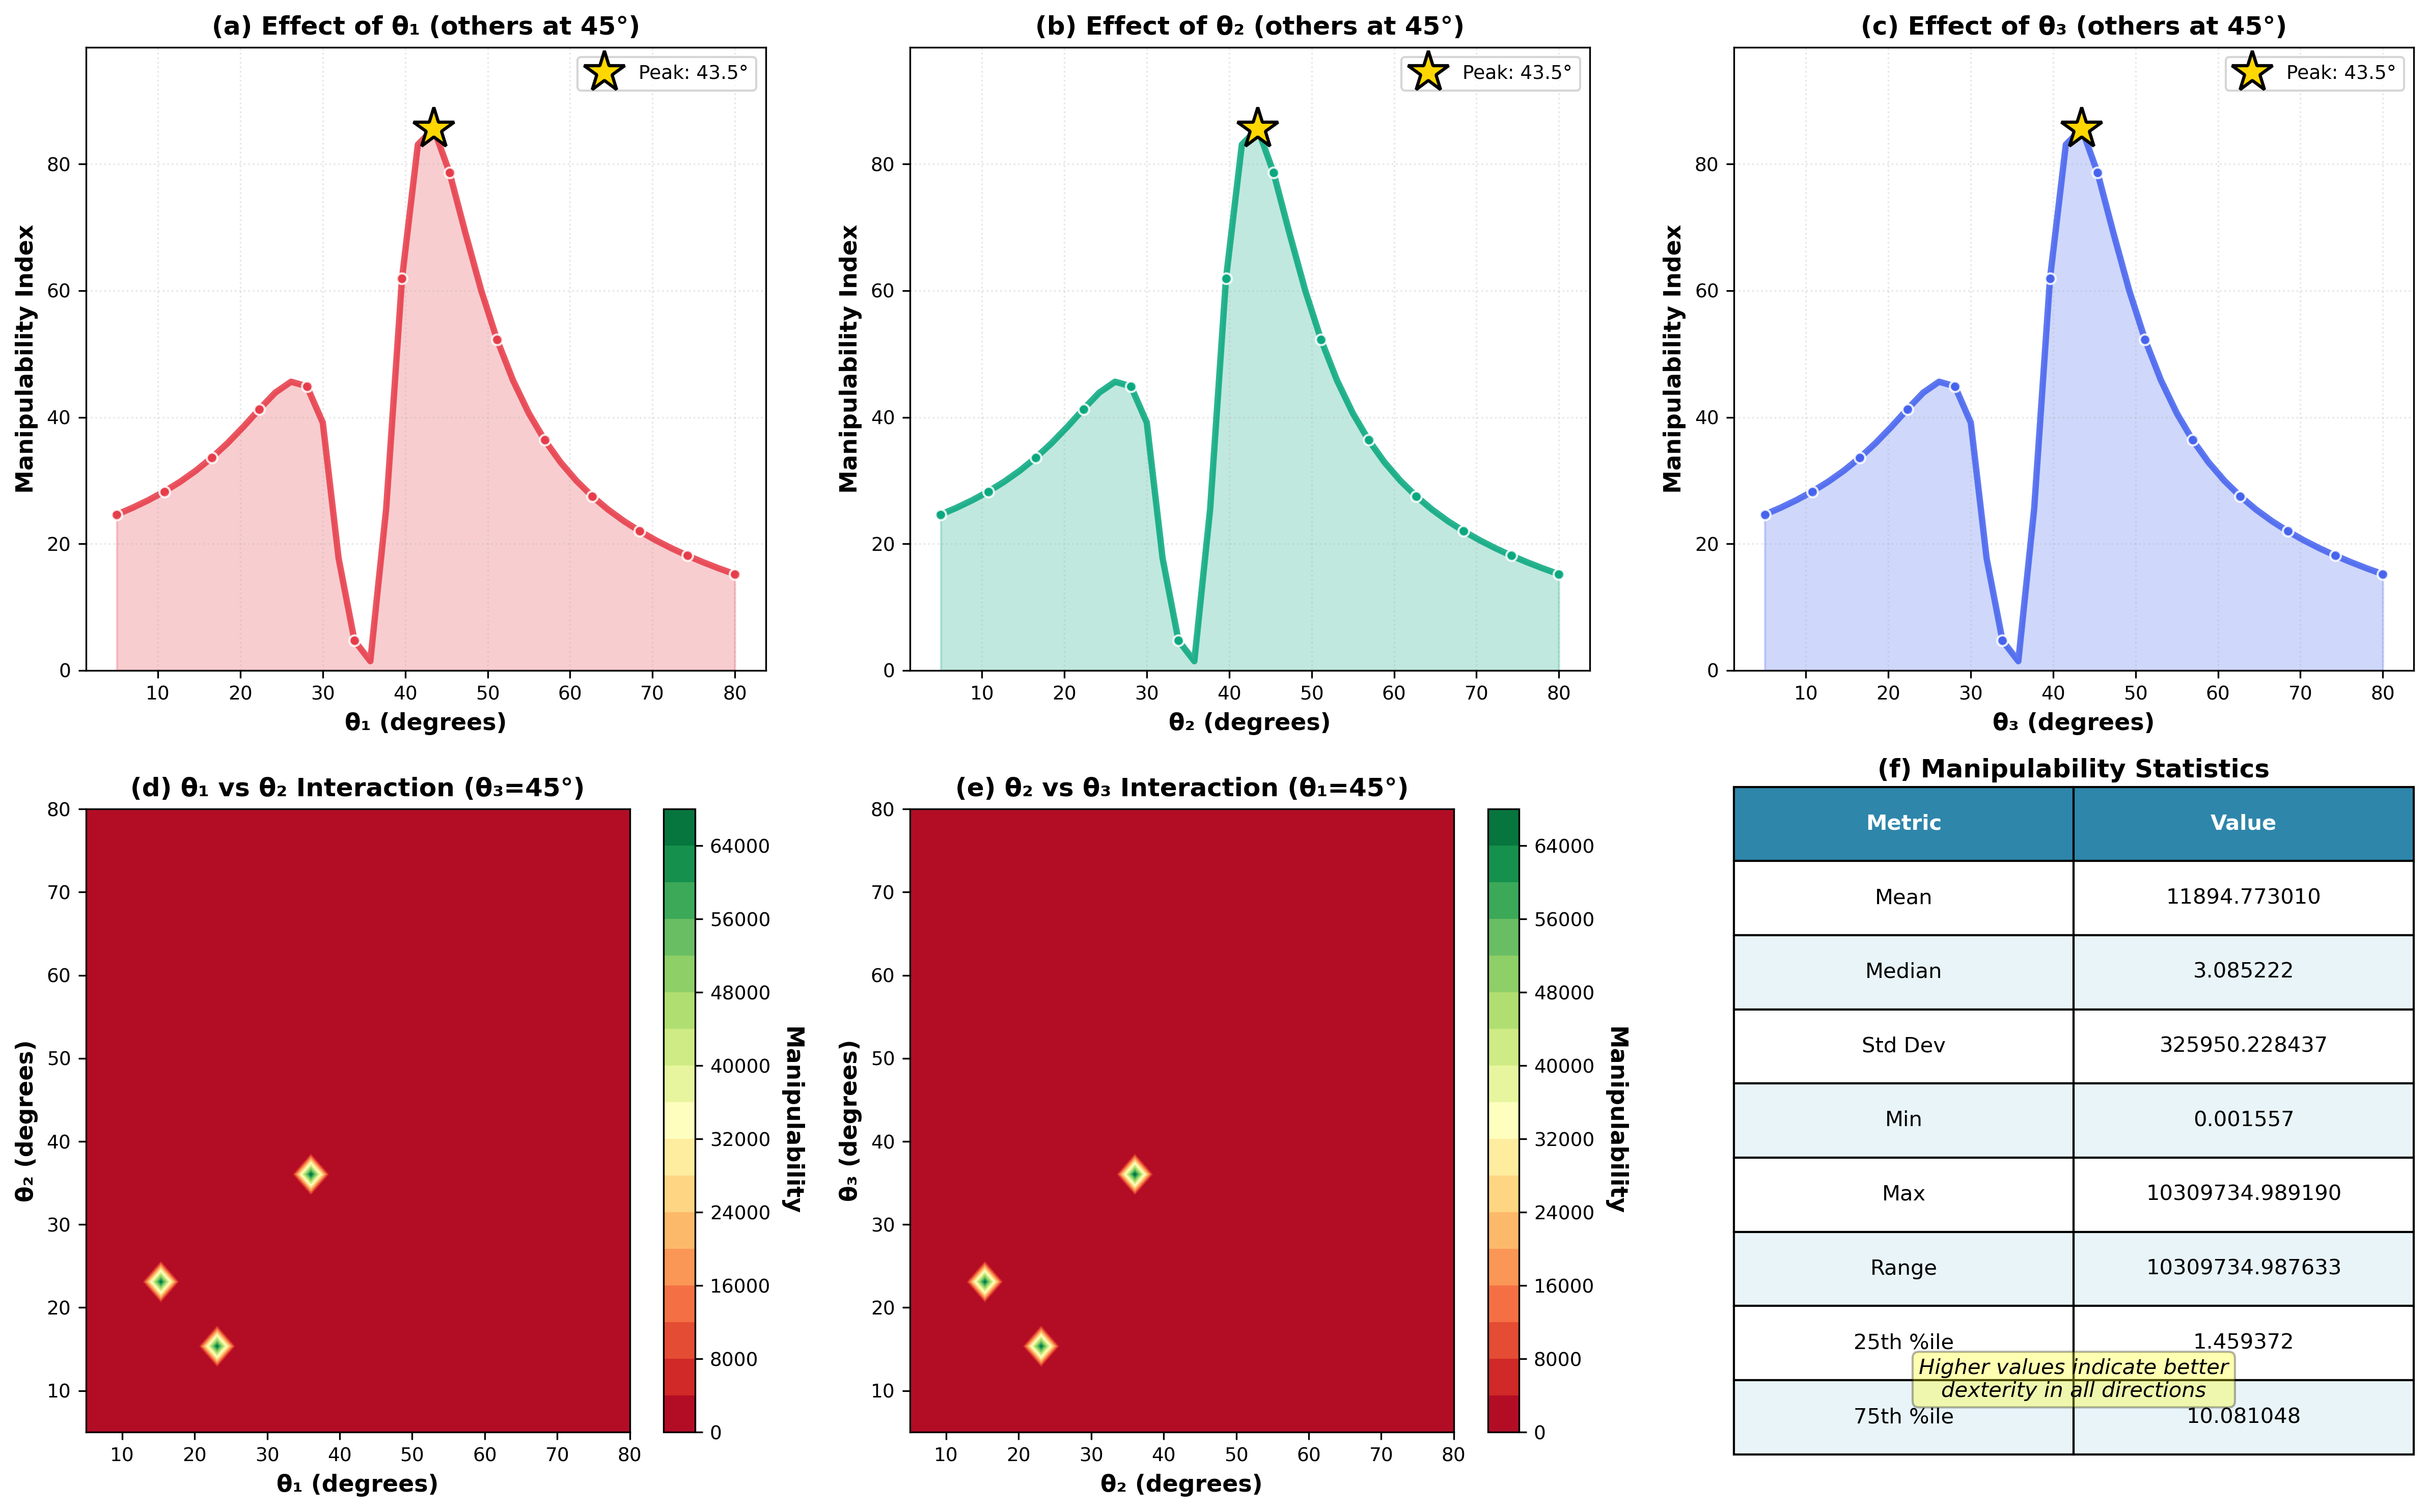 (a) Effect of θ₁ (others at 45°)
Peak: 43.5°
Manipulability Index
80
60
40
20
0
10 20 30 40 50 60 70 80
θ₁ (degrees)
(b) Effect of θ₂ (others at 45°)
Peak: 43.5°
Manipulability Index
80
60
40
20
0
10 20 30 40 50 60 70 80
θ₂ (degrees)
(c) Effect of θ₃ (others at 45°)
Peak: 43.5°
Manipulability Index
80
60
40
20
0
10 20 30 40 50 60 70 80
θ₃ (degrees)
(d) θ₁ vs θ₂ Interaction (θ₃=45°)
θ₂ (degrees)
80
70
60
50
40
30
20
10
10 20 30 40 50 60 70 80
θ₁ (degrees)
64000
56000
48000
40000
32000
24000
16000
8000
0
Manipulability
(e) θ₂ vs θ₃ Interaction (θ₁=45°)
θ₃ (degrees)
80
70
60
50
40
30
20
10
10 20 30 40 50 60 70 80
θ₂ (degrees)
64000
56000
48000
40000
32000
24000
16000
8000
0
Manipulability
(f) Manipulability Statistics
Metric Value
Mean 11894.773010
Median 3.085222
Std Dev 325950.228437
Min 0.001557
Max 10309734.989190
Range 10309734.987633
25th %ile 1.459372
Higher values indicate better
dexterity in all directions
75th %ile 10.081048